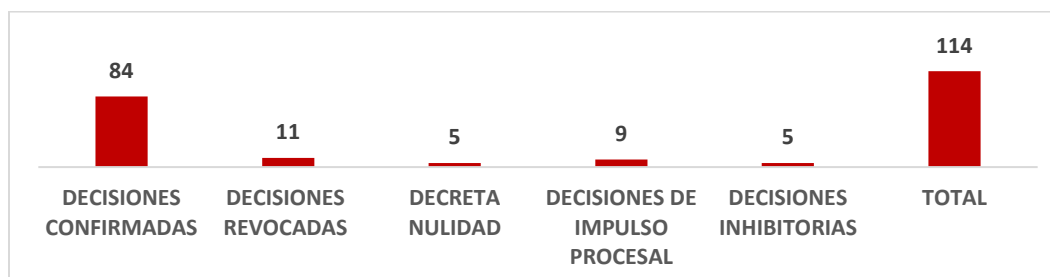 84
11
5
9
5
114
DECISIONES
CONFIRMADAS
DECISIONES
REVOCADAS
DECRETA
NULIDAD
DECISIONES DE
IMPULSO
PROCESAL
DECISIONES
INHIBITORIAS
TOTAL